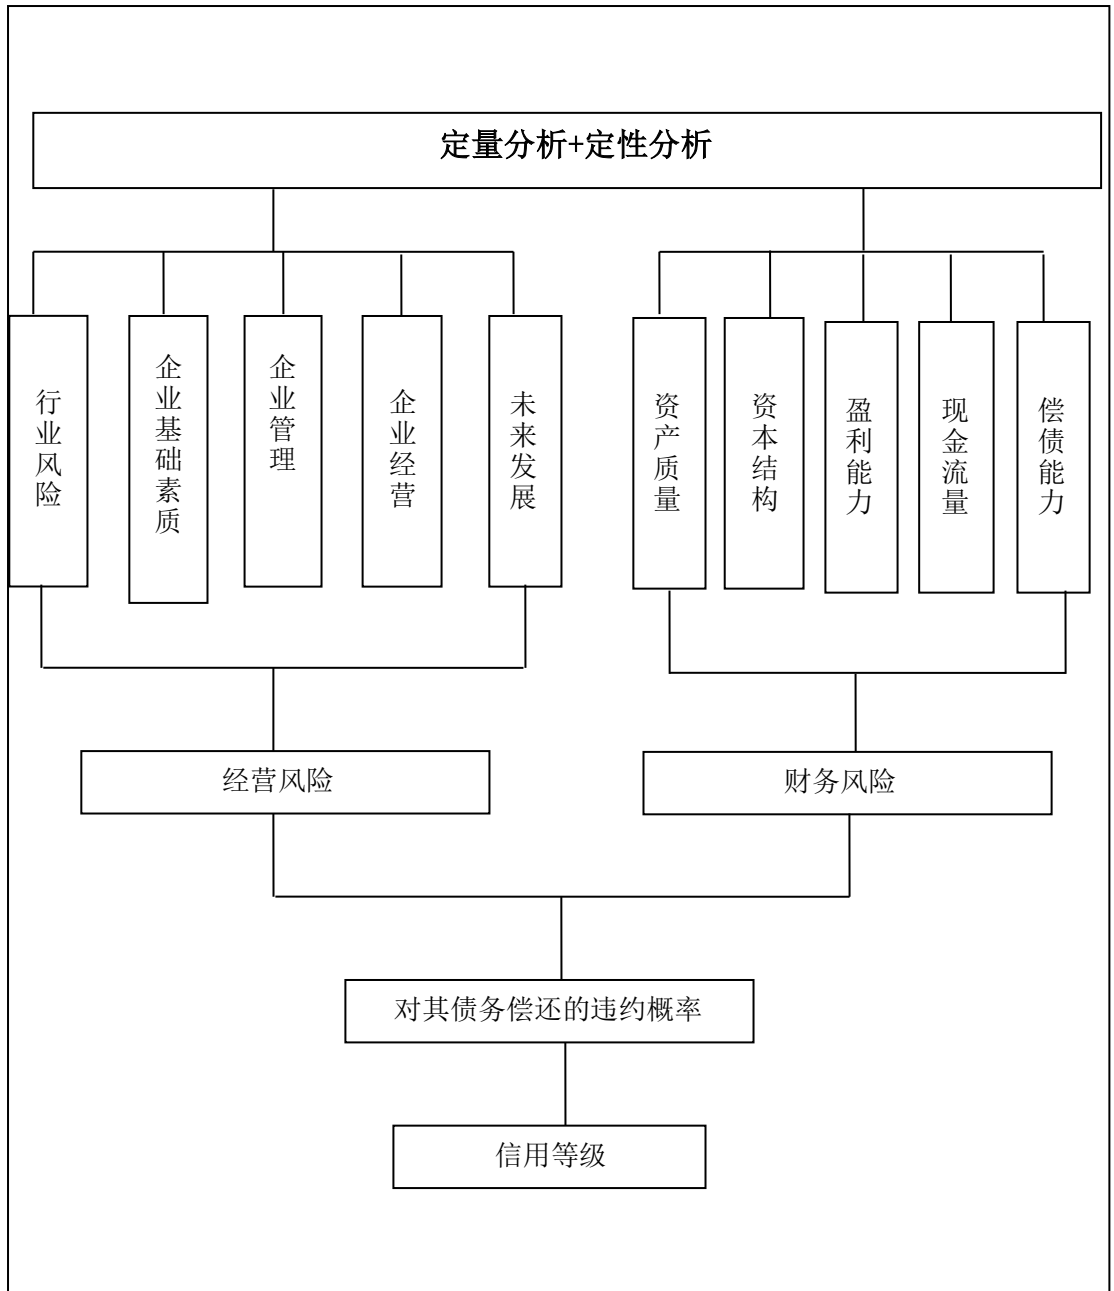 定量分析+定性分析
行业风险
企业基础素质
企业管理
企业经营
未来发展
资产质量
资本结构
盈利能力
现金流量
偿债能力
经营风险
财务风险
对其债务偿还的违约概率
信用等级